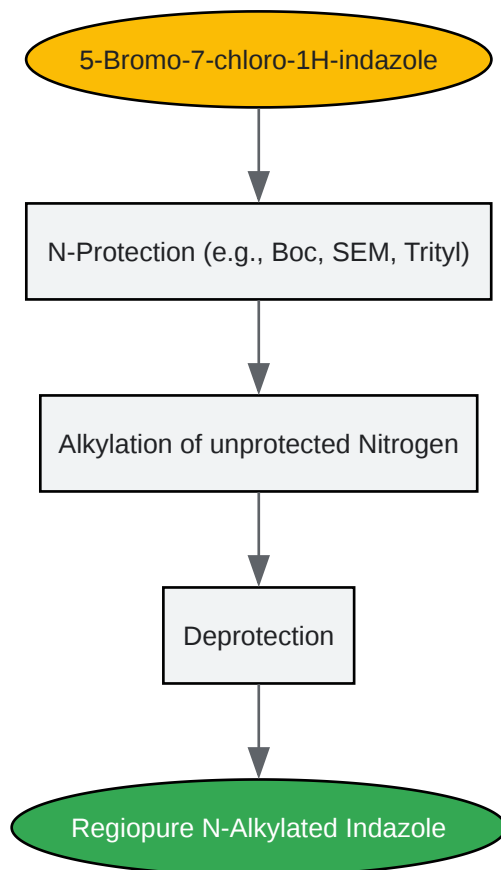 5-Bromo-7-chloro-1H-indazole
N-Protection (e.g., Boc, SEM, Trityl)
Alkylation of unprotected Nitrogen
Deprotection
Regiopure N-Alkylated Indazole